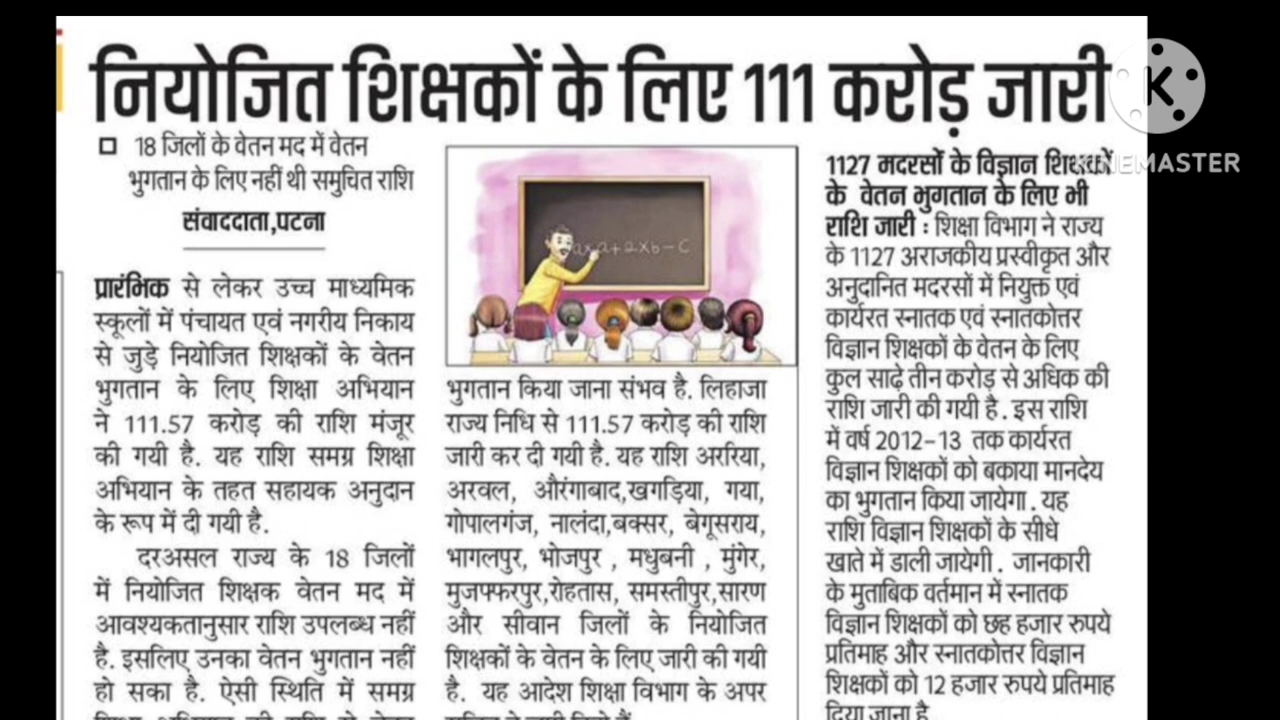 नियोजित शिक्षकों के लिए 111 करोड़ जारी
18 जिलों के वेतन मद में वेतन
भुगतान के लिए नहीं थी समुचित राशि
संवाददाता,पटना
प्रारंभिक से लेकर उच्च माध्यमिक
स्कूलों में पंचायत एवं नगरीय निकाय
से जुड़े नियोजित शिक्षकों के वेतन
भुगतान के लिए शिक्षा अभियान
ने 111.57 करोड़ की राशि मंजूर
की गयी है. यह राशि समग्र शिक्षा
अभियान के तहत सहायक अनुदान
के रूप में दी गयी है.
दरअसल राज्य के 18 जिलों
में नियोजित शिक्षक वेतन मद में
आवश्यकतानुसार राशि उपलब्ध नहीं
है. इसलिए उनका वेतन भुगतान नहीं
हो सका है. ऐसी स्थिति में समग्र
axa+2xb-c
भुगतान किया जाना संभव है. लिहाजा
राज्य निधि से 111.57 करोड़ की राशि
जारी कर दी गयी है. यह राशि अररिया,
अरवल, औरंगाबाद,खगड़िया, गया,
गोपालगंज, नालंदा,बक्सर, बेगूसराय,
भागलपुर, भोजपुर , मधुबनी , मुंगेर,
मुजफ्फरपुर,रोहतास, समस्तीपुर,सारण
और सीवान जिलों के नियोजित
शिक्षकों के वेतन के लिए जारी की गयी
है. यह आदेश शिक्षा विभाग के अपर
1127 मदरसों के विज्ञान शिक्षकों
के वेतन भुगतान के लिए भी
राशि जारी : शिक्षा विभाग ने राज्य
के 1127 अराजकीय प्रस्वीकृत और
अनुदानित मदरसों में नियुक्त एवं
कार्यरत स्नातक एवं स्नातकोत्तर
विज्ञान शिक्षकों के वेतन के लिए
कुल साढ़े तीन करोड़ से अधिक की
राशि जारी की गयी है. इस राशि
में वर्ष 2012-13 तक कार्यरत
विज्ञान शिक्षकों को बकाया मानदेय
का भुगतान किया जायेगा. यह
राशि विज्ञान शिक्षकों के सीधे
खाते में डाली जायेगी. जानकारी
के मुताबिक वर्तमान में स्नातक
विज्ञान शिक्षकों को छह हजार रुपये
प्रतिमाह और स्नातकोत्तर विज्ञान
शिक्षकों को 12 हजार रुपये प्रतिमाह
दिया जाना है.
K
KINEMASTER